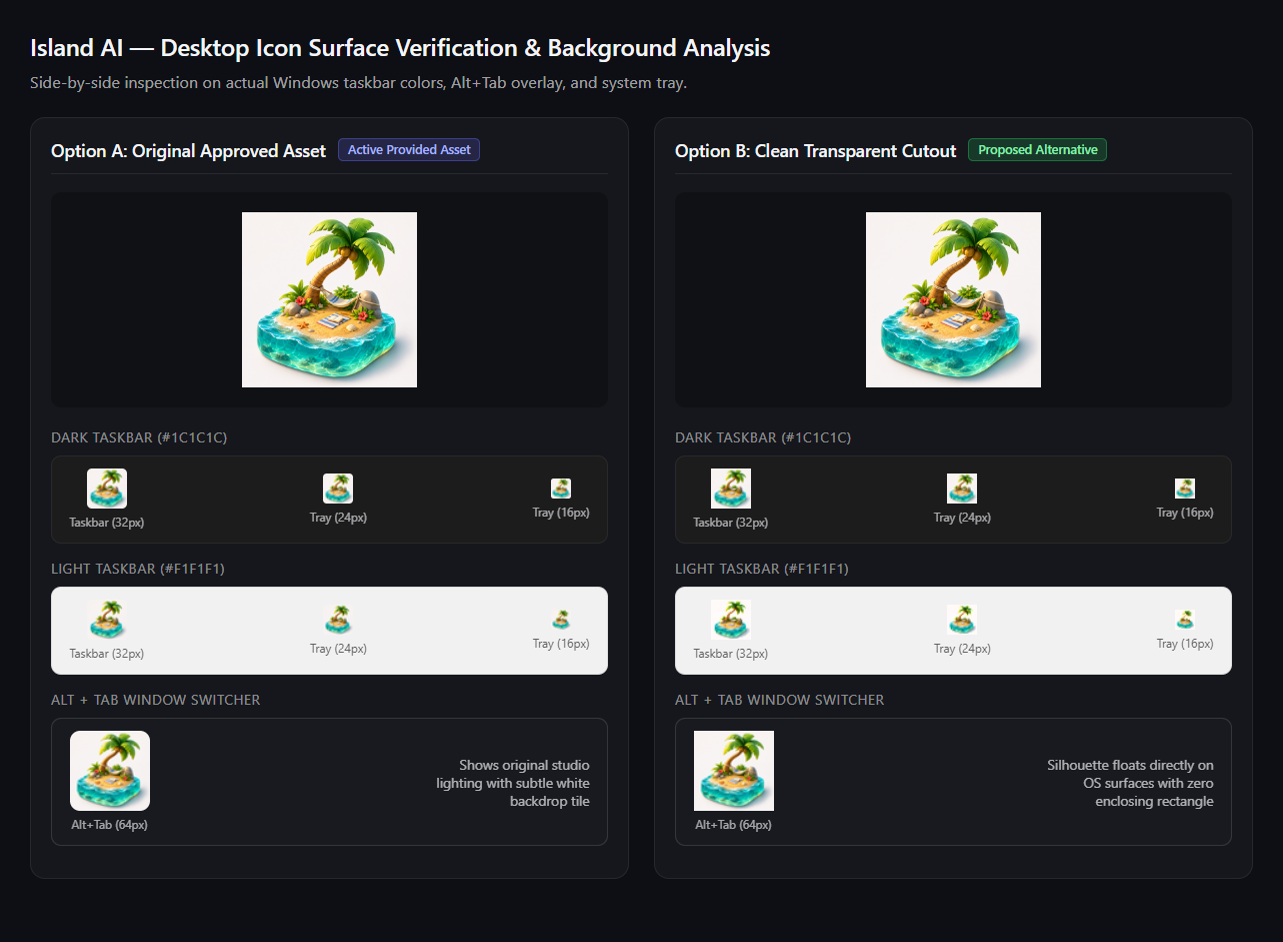 Island AI — Desktop Icon Surface Verification & Background Analysis
Side-by-side inspection on actual Windows taskbar colors, Alt+Tab overlay, and system tray.
Option A: Original Approved Asset
Active Provided Asset
DARK TASKBAR (#1C1C1C)
Taskbar (32px)
Tray (24px)
Tray (16px)
LIGHT TASKBAR (#F1F1F1)
Taskbar (32px)
Tray (24px)
Tray (16px)
ALT + TAB WINDOW SWITCHER
Alt+Tab (64px)
Shows original studio
lighting with subtle white
backdrop tile
Option B: Clean Transparent Cutout
Proposed Alternative
DARK TASKBAR (#1C1C1C)
Taskbar (32px)
Tray (24px)
Tray (16px)
LIGHT TASKBAR (#F1F1F1)
Taskbar (32px)
Tray (24px)
Tray (16px)
ALT + TAB WINDOW SWITCHER
Alt+Tab (64px)
Silhouette floats directly on
OS surfaces with zero
enclosing rectangle